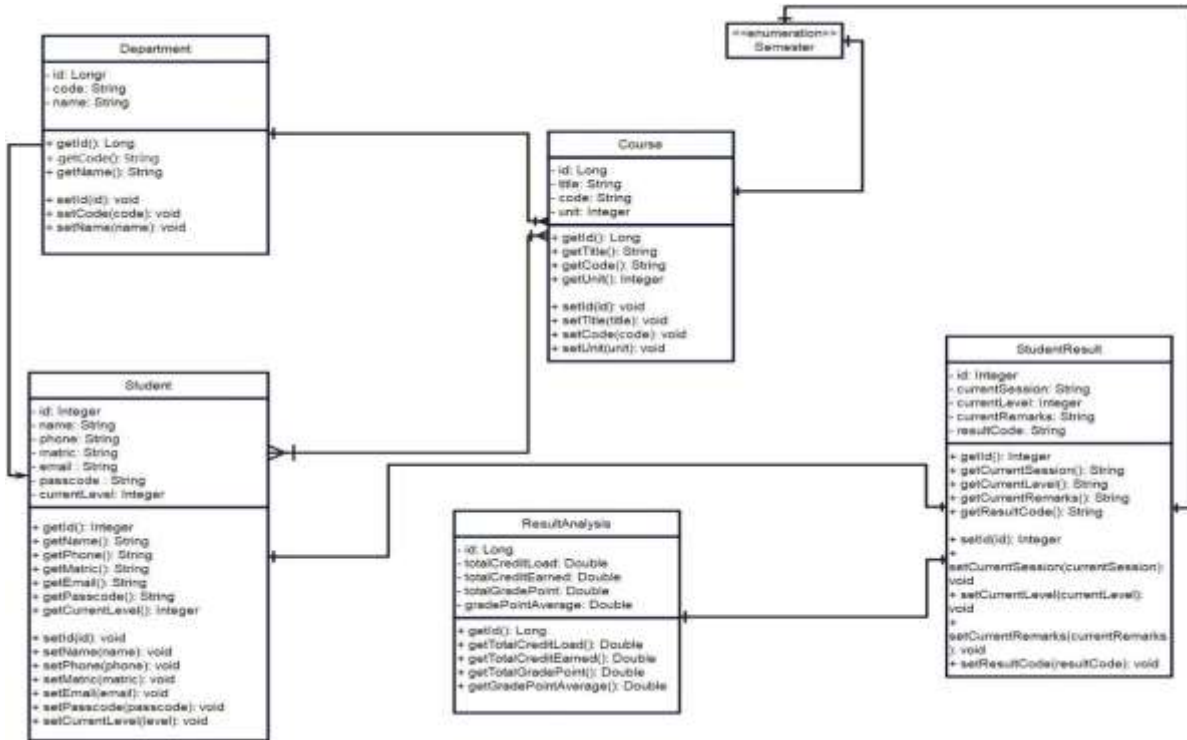 Department
- id: Longr
- code: String
- name: String
+ getId(): Long
+ getCode(): String
+ getName(): String
+ setId(id): void
+ setCode(code): void
+ setName(name): void
<<enumeration>>
Semester
Course
- id: Long
- title: String
- code: String
- unit: Integer
+ getId(): Long
+ getTitle(): String
+ getCode(): String
+ getUnit(): Integer
+ setId(id): void
+ setTitle(title): void
+ setCode(code): void
+ setUnit(unit): void
Student
- id: Integer
- name: String
- phone: String
- matric: String
- email : String
- passcode : String
- currentLevel: Integer
+ getId(): Integer
+ getName(): String
+ getPhone(): String
+ getMatric(): String
+ getEmail(): String
+ getPasscode(): String
+ getCurrentLevel(): Integer
+ setId(id): void
+ setName(name): void
+ setPhone(phone): void
+ setMatric(matric): void
+ setEmail(email): void
+ setPasscode(passcode): void
+ setCurrentLevel(level): void
ResultAnalysis
- id: Long
- totalCreditLoad: Double
- totalCreditEarned: Double
- totalGradePoint: Double
- gradePointAverage: Double
+ getId(): Long
+ getTotalCreditLoad(): Double
+ getTotalCreditEarned(): Double
+ getTotalGradePoint(): Double
+ getGradePointAverage(): Double
StudentResult
- id: Integer
- currentSession: String
- currentLevel: Integer
- currentRemarks: String
- resultCode: String
+ getId(): Integer
+ getCurrentSession(): String
+ getCurrentLevel(): String
+ getCurrentRemarks(): String
+ getResultCode(): String
+ setId(id): Integer
+
setCurrentSession(currentSession):
void
+ setCurrentLevel(currentLevel):
void
+
setCurrentRemarks(currentRemarks
): void
+ setResultCode(resultCode): void